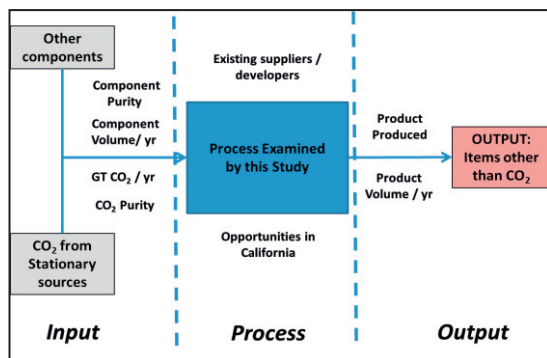 Other
components
Component
Purity
Component
Volume/ yr
GT CO₂ / yr
CO₂ Purity
CO₂ from
Stationary
sources
Input
Existing suppliers /
developers
Process Examined
by this Study
Opportunities in
California
Process
Product
Produced
Product
Volume / yr
OUTPUT:
Items other
than CO₂
Output